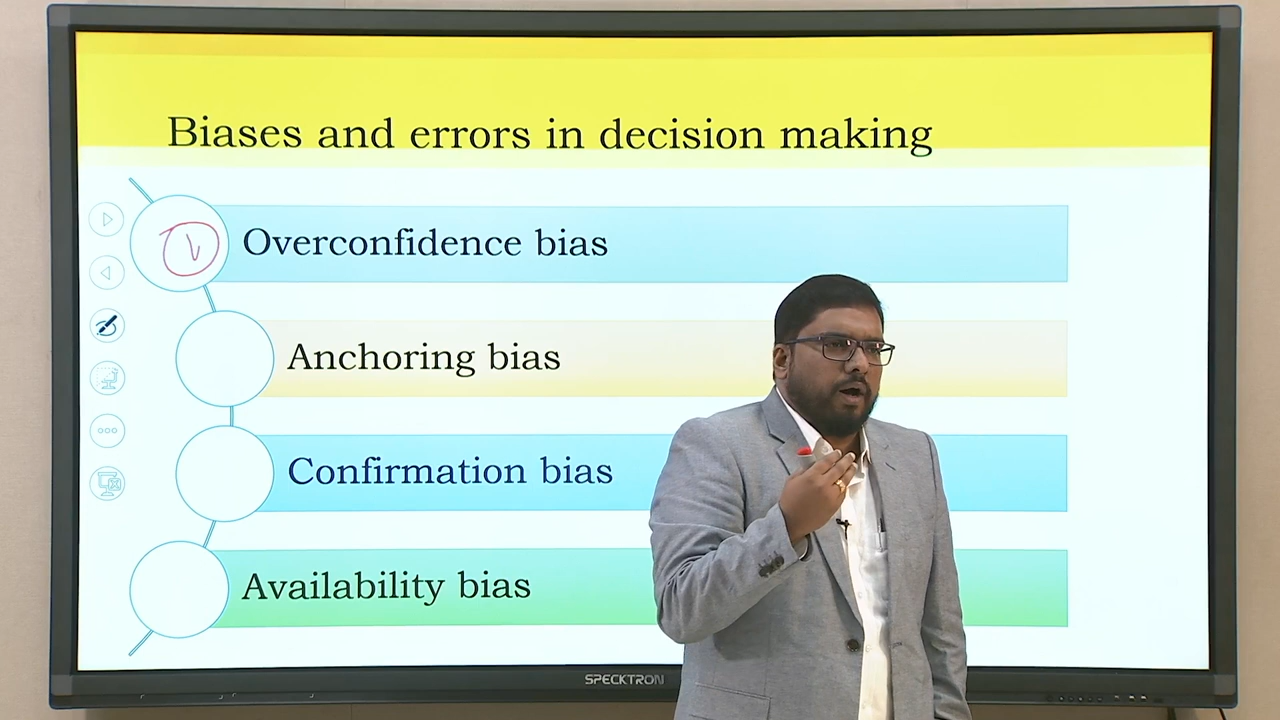 Biases and errors in decision making
Overconfidence bias
Anchoring bias
Confirmation bias
Availability bias
SPECKTRON